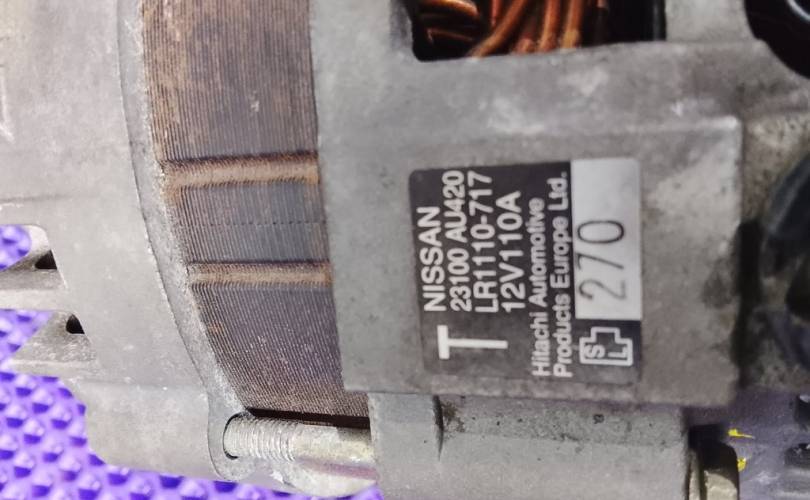 T
NISSAN
23100 AU420
LR1110-717
12V110A
Hitachi Automotive
Products Europe Ltd.
S
L
270